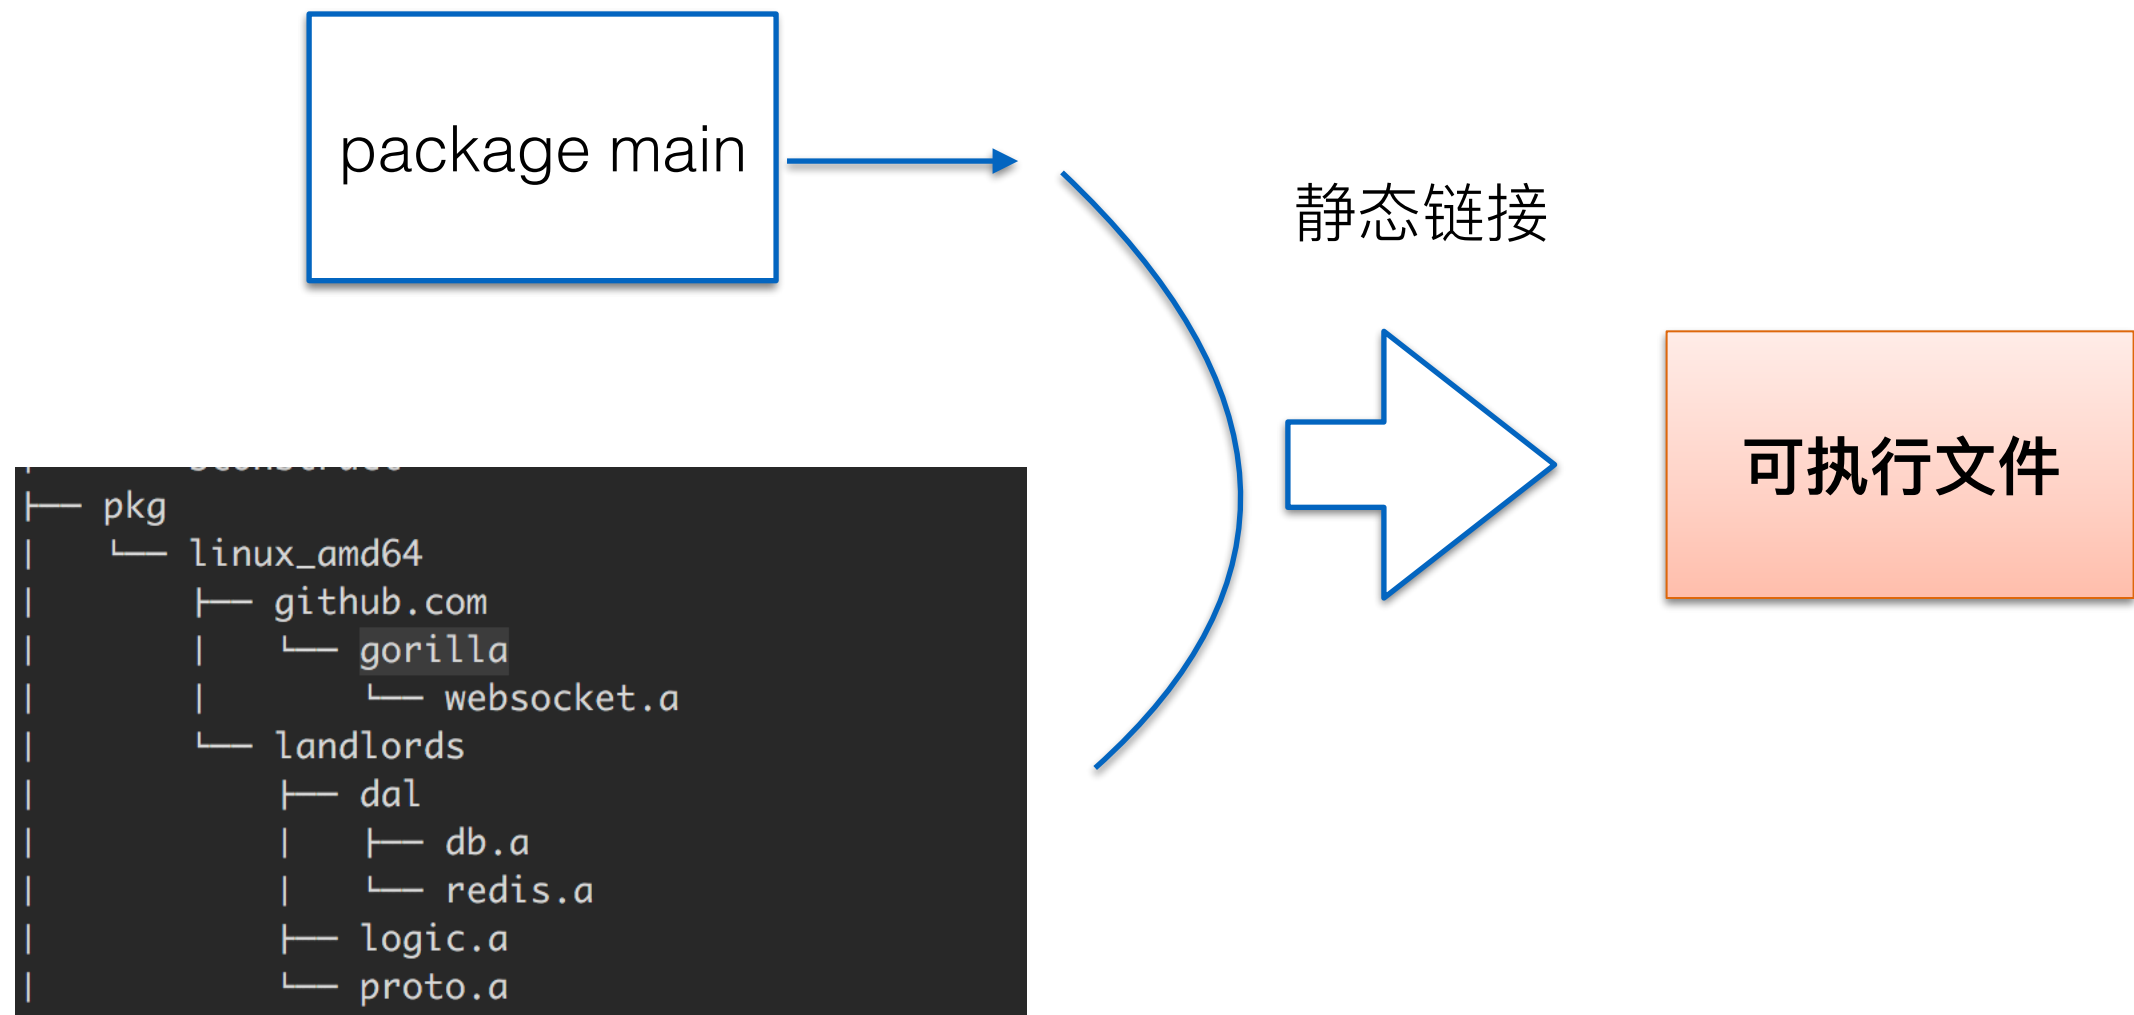 package main
静态链接
可执行文件
├── pkg
│   └── linux_amd64
│       ├── github.com
│       │   └── gorilla
│       │       └── websocket.a
│       └── landlords
│           ├── dal
│           │   ├── db.a
│           │   └── redis.a
│           ├── logic.a
│           └── proto.a